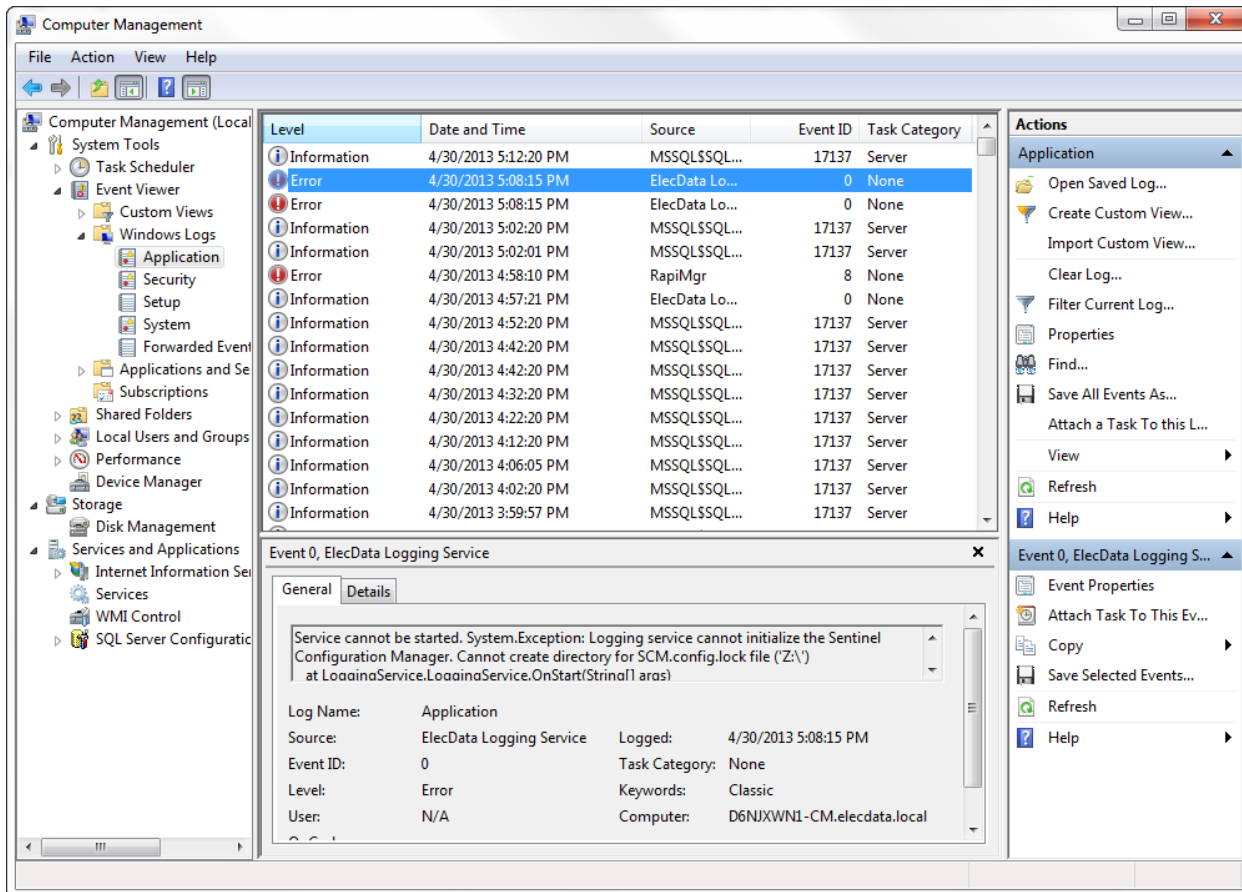 Computer Management
File Action View Help
Computer Management (Local
System Tools
Task Scheduler
Event Viewer
Custom Views
Windows Logs
Application
Security
Setup
System
Forwarded Event
Applications and Se
Subscriptions
Shared Folders
Local Users and Groups
Performance
Device Manager
Storage
Disk Management
Services and Applications
Internet Information Ser
Services
WMI Control
SQL Server Configuratic
Level Date and Time Source Event ID Task Category
Information 4/30/2013 5:12:20 PM MSSQL$SQL... 17137 Server
Error 4/30/2013 5:08:15 PM ElecData Lo... 0 None
Error 4/30/2013 5:08:15 PM ElecData Lo... 0 None
Information 4/30/2013 5:02:20 PM MSSQL$SQL... 17137 Server
Information 4/30/2013 5:02:01 PM MSSQL$SQL... 17137 Server
Error 4/30/2013 4:58:10 PM RapiMgr 8 None
Information 4/30/2013 4:57:21 PM ElecData Lo... 0 None
Information 4/30/2013 4:52:20 PM MSSQL$SQL... 17137 Server
Information 4/30/2013 4:42:20 PM MSSQL$SQL... 17137 Server
Information 4/30/2013 4:42:20 PM MSSQL$SQL... 17137 Server
Information 4/30/2013 4:32:20 PM MSSQL$SQL... 17137 Server
Information 4/30/2013 4:22:20 PM MSSQL$SQL... 17137 Server
Information 4/30/2013 4:12:20 PM MSSQL$SQL... 17137 Server
Information 4/30/2013 4:06:05 PM MSSQL$SQL... 17137 Server
Information 4/30/2013 4:02:20 PM MSSQL$SQL... 17137 Server
Information 4/30/2013 3:59:57 PM MSSQL$SQL... 17137 Server
Event 0, ElecData Logging Service
General Details
Service cannot be started. System.Exception: Logging service cannot initialize the Sentinel
Configuration Manager. Cannot create directory for SCM.config.lock file ('Z:\')
at LoggingService.LoggingService.OnStart(String[] args)
Log Name: Application
Source: ElecData Logging Service Logged: 4/30/2013 5:08:15 PM
Event ID: 0 Task Category: None
Level: Error Keywords: Classic
User: N/A Computer: D6NJXWN1-CM.elecdata.local
Actions
Application
Open Saved Log...
Create Custom View...
Import Custom View...
Clear Log...
Filter Current Log...
Properties
Find...
Save All Events As...
Attach a Task To this L...
View
Refresh
Help
Event 0, ElecData Logging S...
Event Properties
Attach Task To This Ev...
Copy
Save Selected Events...
Refresh
Help